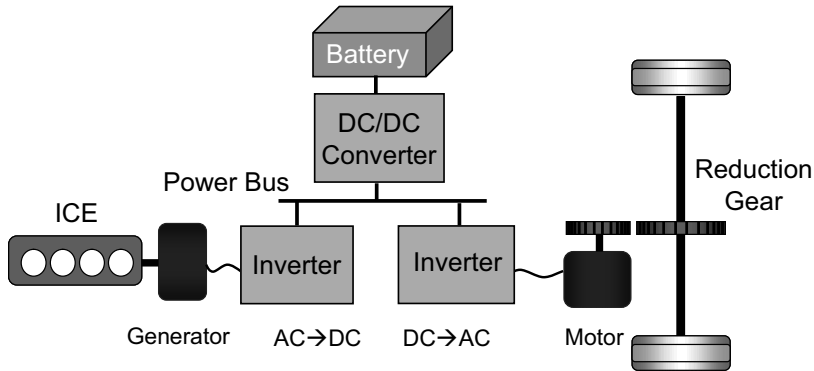 Battery
DC/DC
Converter
Power Bus
Reduction
Gear
ICE
Inverter
Inverter
Generator
AC→DC
DC→AC
Motor